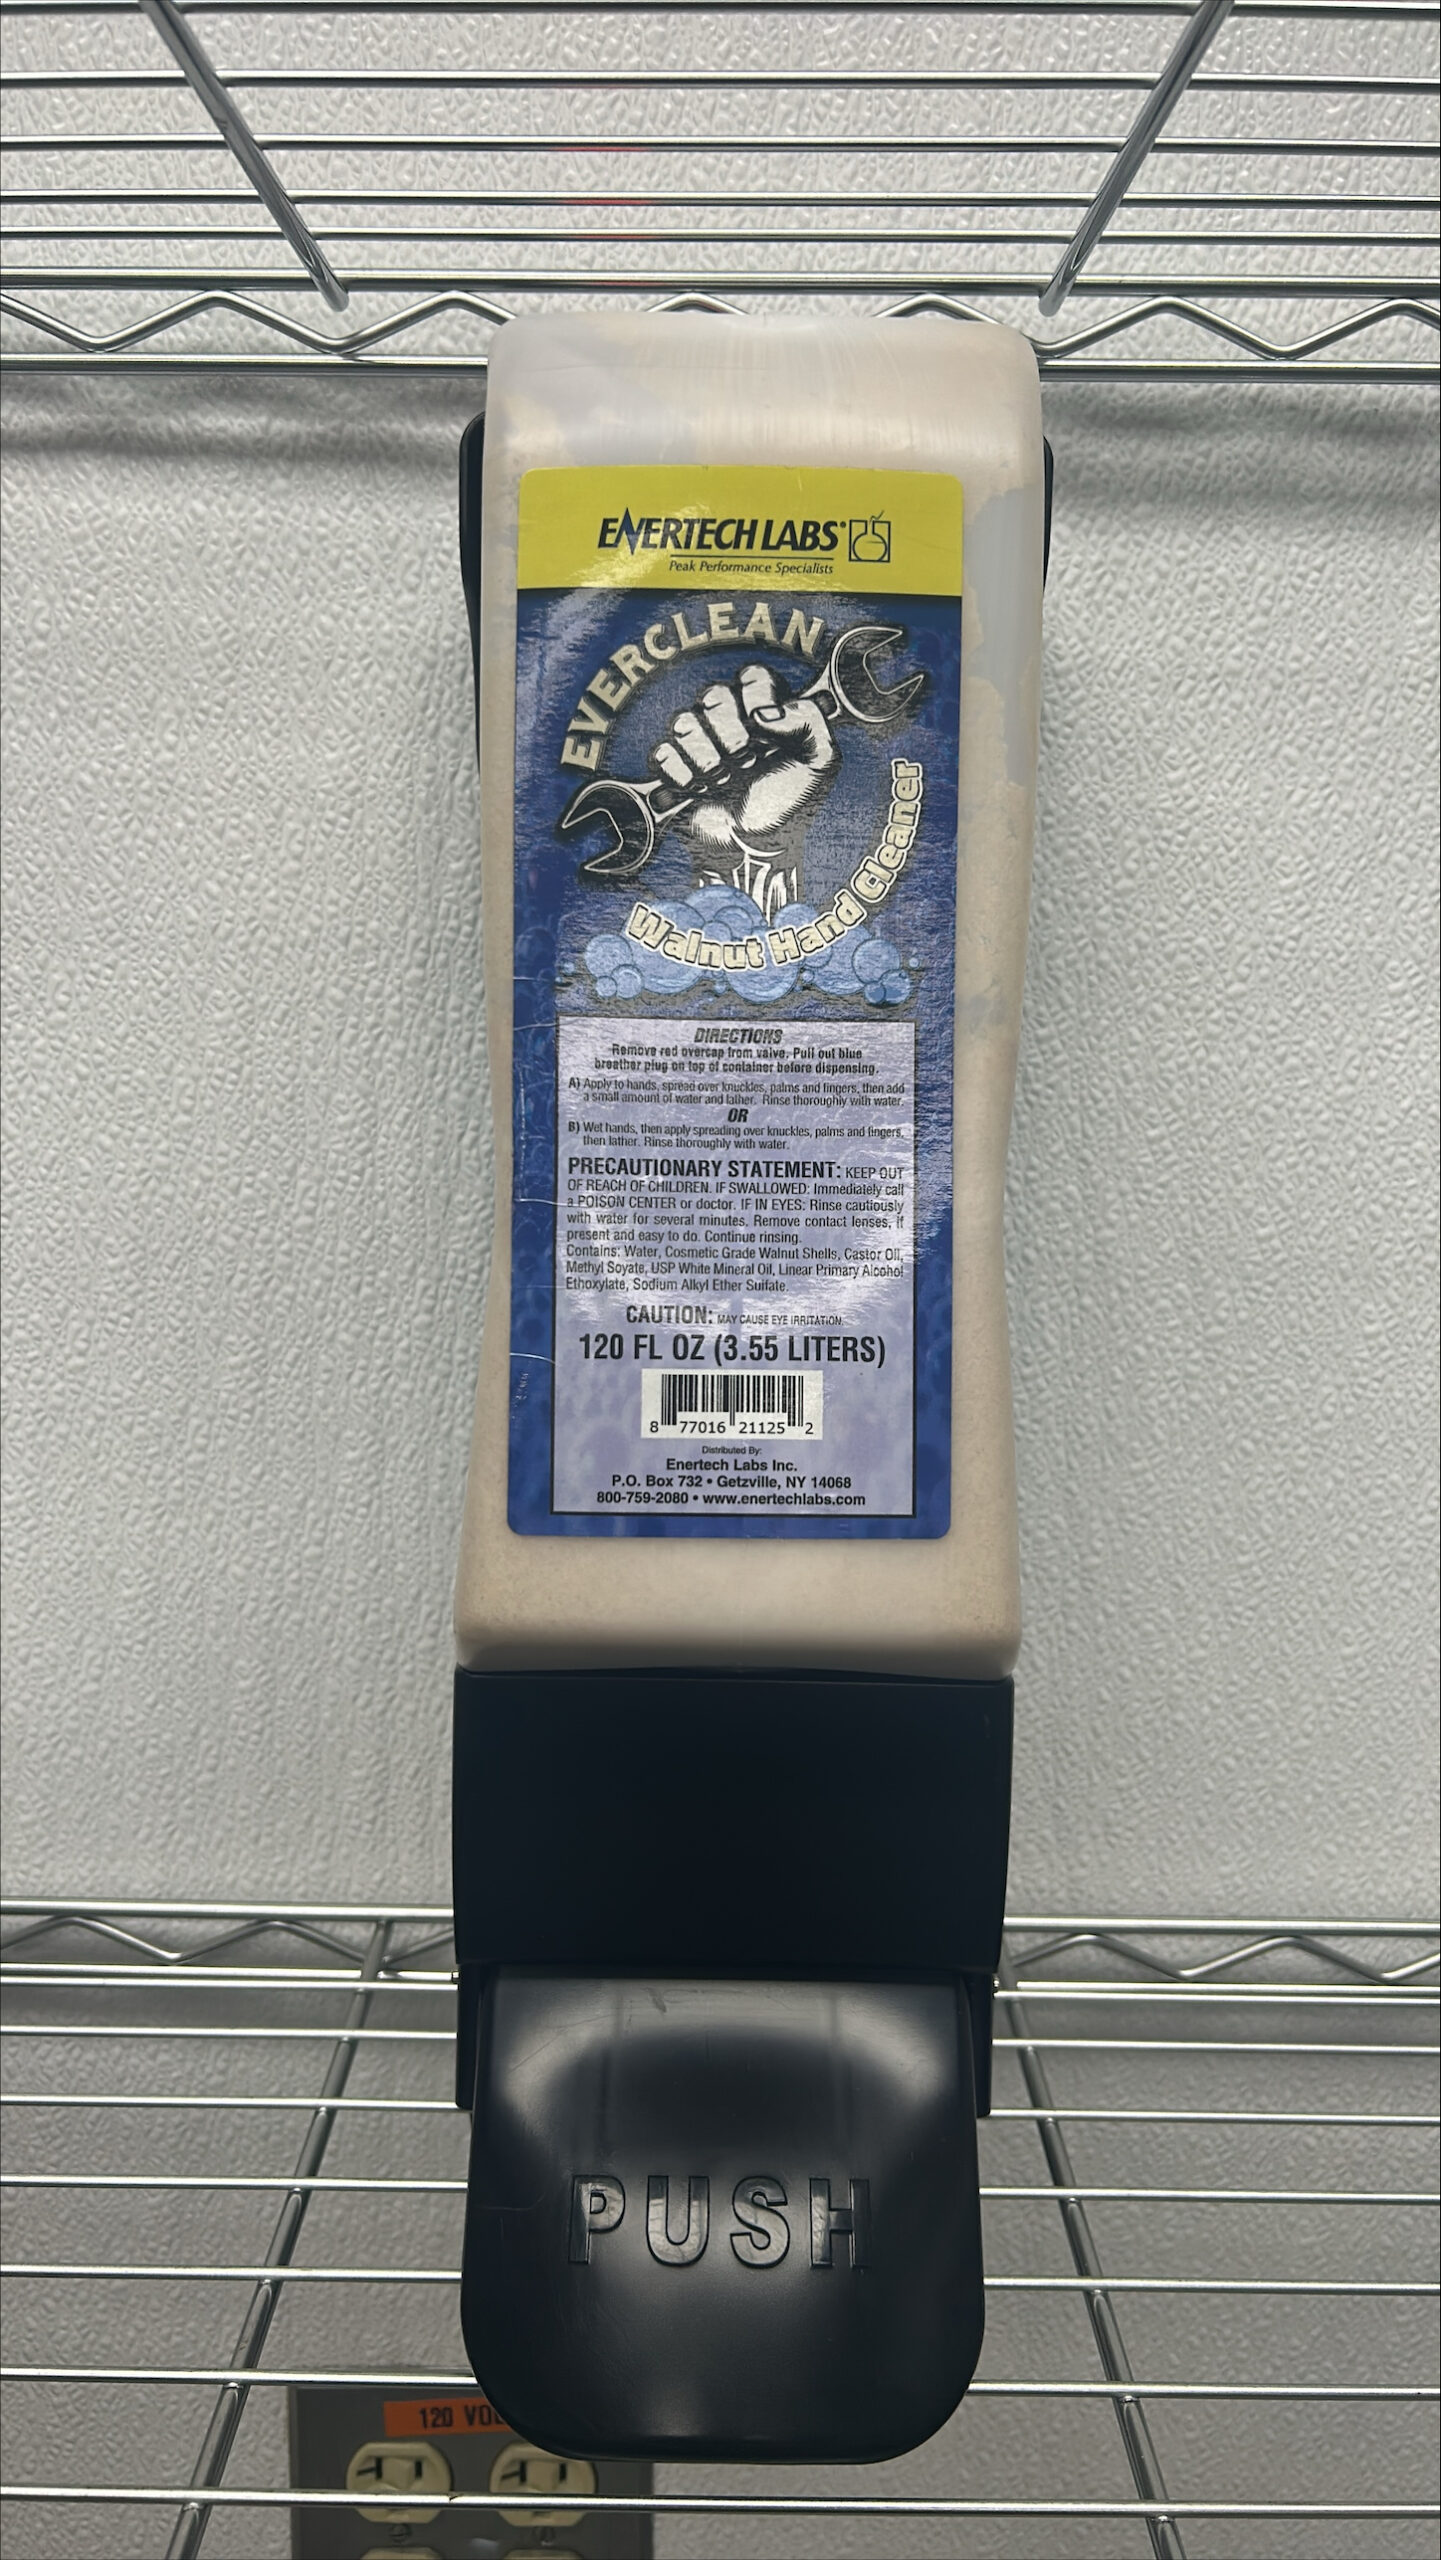 ENERTECH LABS®
Peak Performance Specialists
EVERCLEAN
Walnut Hand Cleaner
DIRECTIONS
Remove red overcap from valve. Pull out blue
breather plug on top of container before dispensing.
A) Apply to hands, spread over knuckles, palms and fingers, then add
a small amount of water and lather. Rinse thoroughly with water.
OR
B) Wet hands, then apply spreading over knuckles, palms and fingers,
then lather. Rinse thoroughly with water.
PRECAUTIONARY STATEMENT: KEEP OUT
OF REACH OF CHILDREN. IF SWALLOWED: Immediately call
a POISON CENTER or doctor. IF IN EYES: Rinse cautiously
with water for several minutes. Remove contact lenses, if
present and easy to do. Continue rinsing.
Contains: Water, Cosmetic Grade Walnut Shells, Castor Oil,
Methyl Soyate, USP White Mineral Oil, Linear Primary Alcohol
Ethoxylate, Sodium Alkyl Ether Sulfate.
CAUTION: MAY CAUSE EYE IRRITATION.
120 FL OZ (3.55 LITERS)
8 77016 21125 2
Distributed By:
Enertech Labs Inc.
P.O. Box 732 • Getzville, NY 14068
800-759-2080 • www.enertechlabs.com
PUSH
120